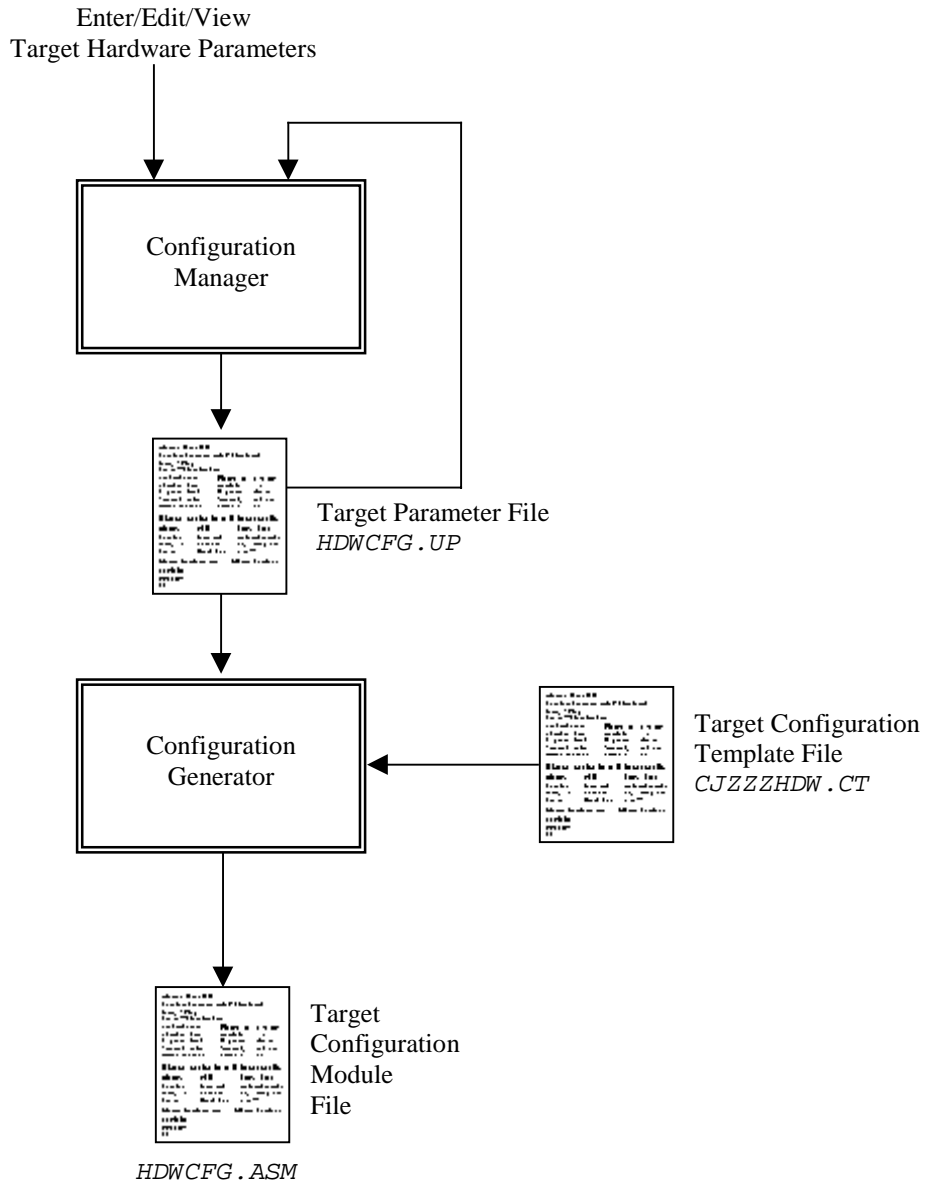 Enter/Edit/View
Target Hardware Parameters
Configuration
Manager
Target Parameter File
HDWCFG.UP
Configuration
Generator
Target Configuration
Template File
CJZZZHDW.CT
Target
Configuration
Module
File
HDWCFG.ASM